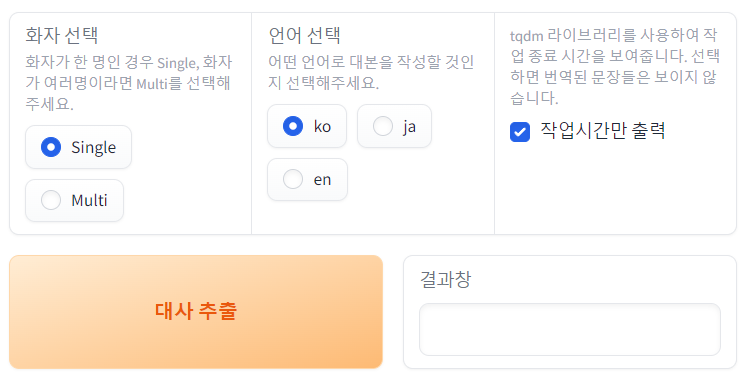 화자 선택
화자가 한 명인 경우 Single, 화자
가 여러명이라면 Multi를 선택해
주세요.
Single
Multi
언어 선택
어떤 언어로 대본을 작성할 것인
지 선택해주세요.
ko
ja
en
tqdm 라이브러리를 사용하여 작
업 종료 시간을 보여줍니다. 선택
하면 번역된 문장들은 보이지 않
습니다.
작업시간만 출력
대사 추출
결과창